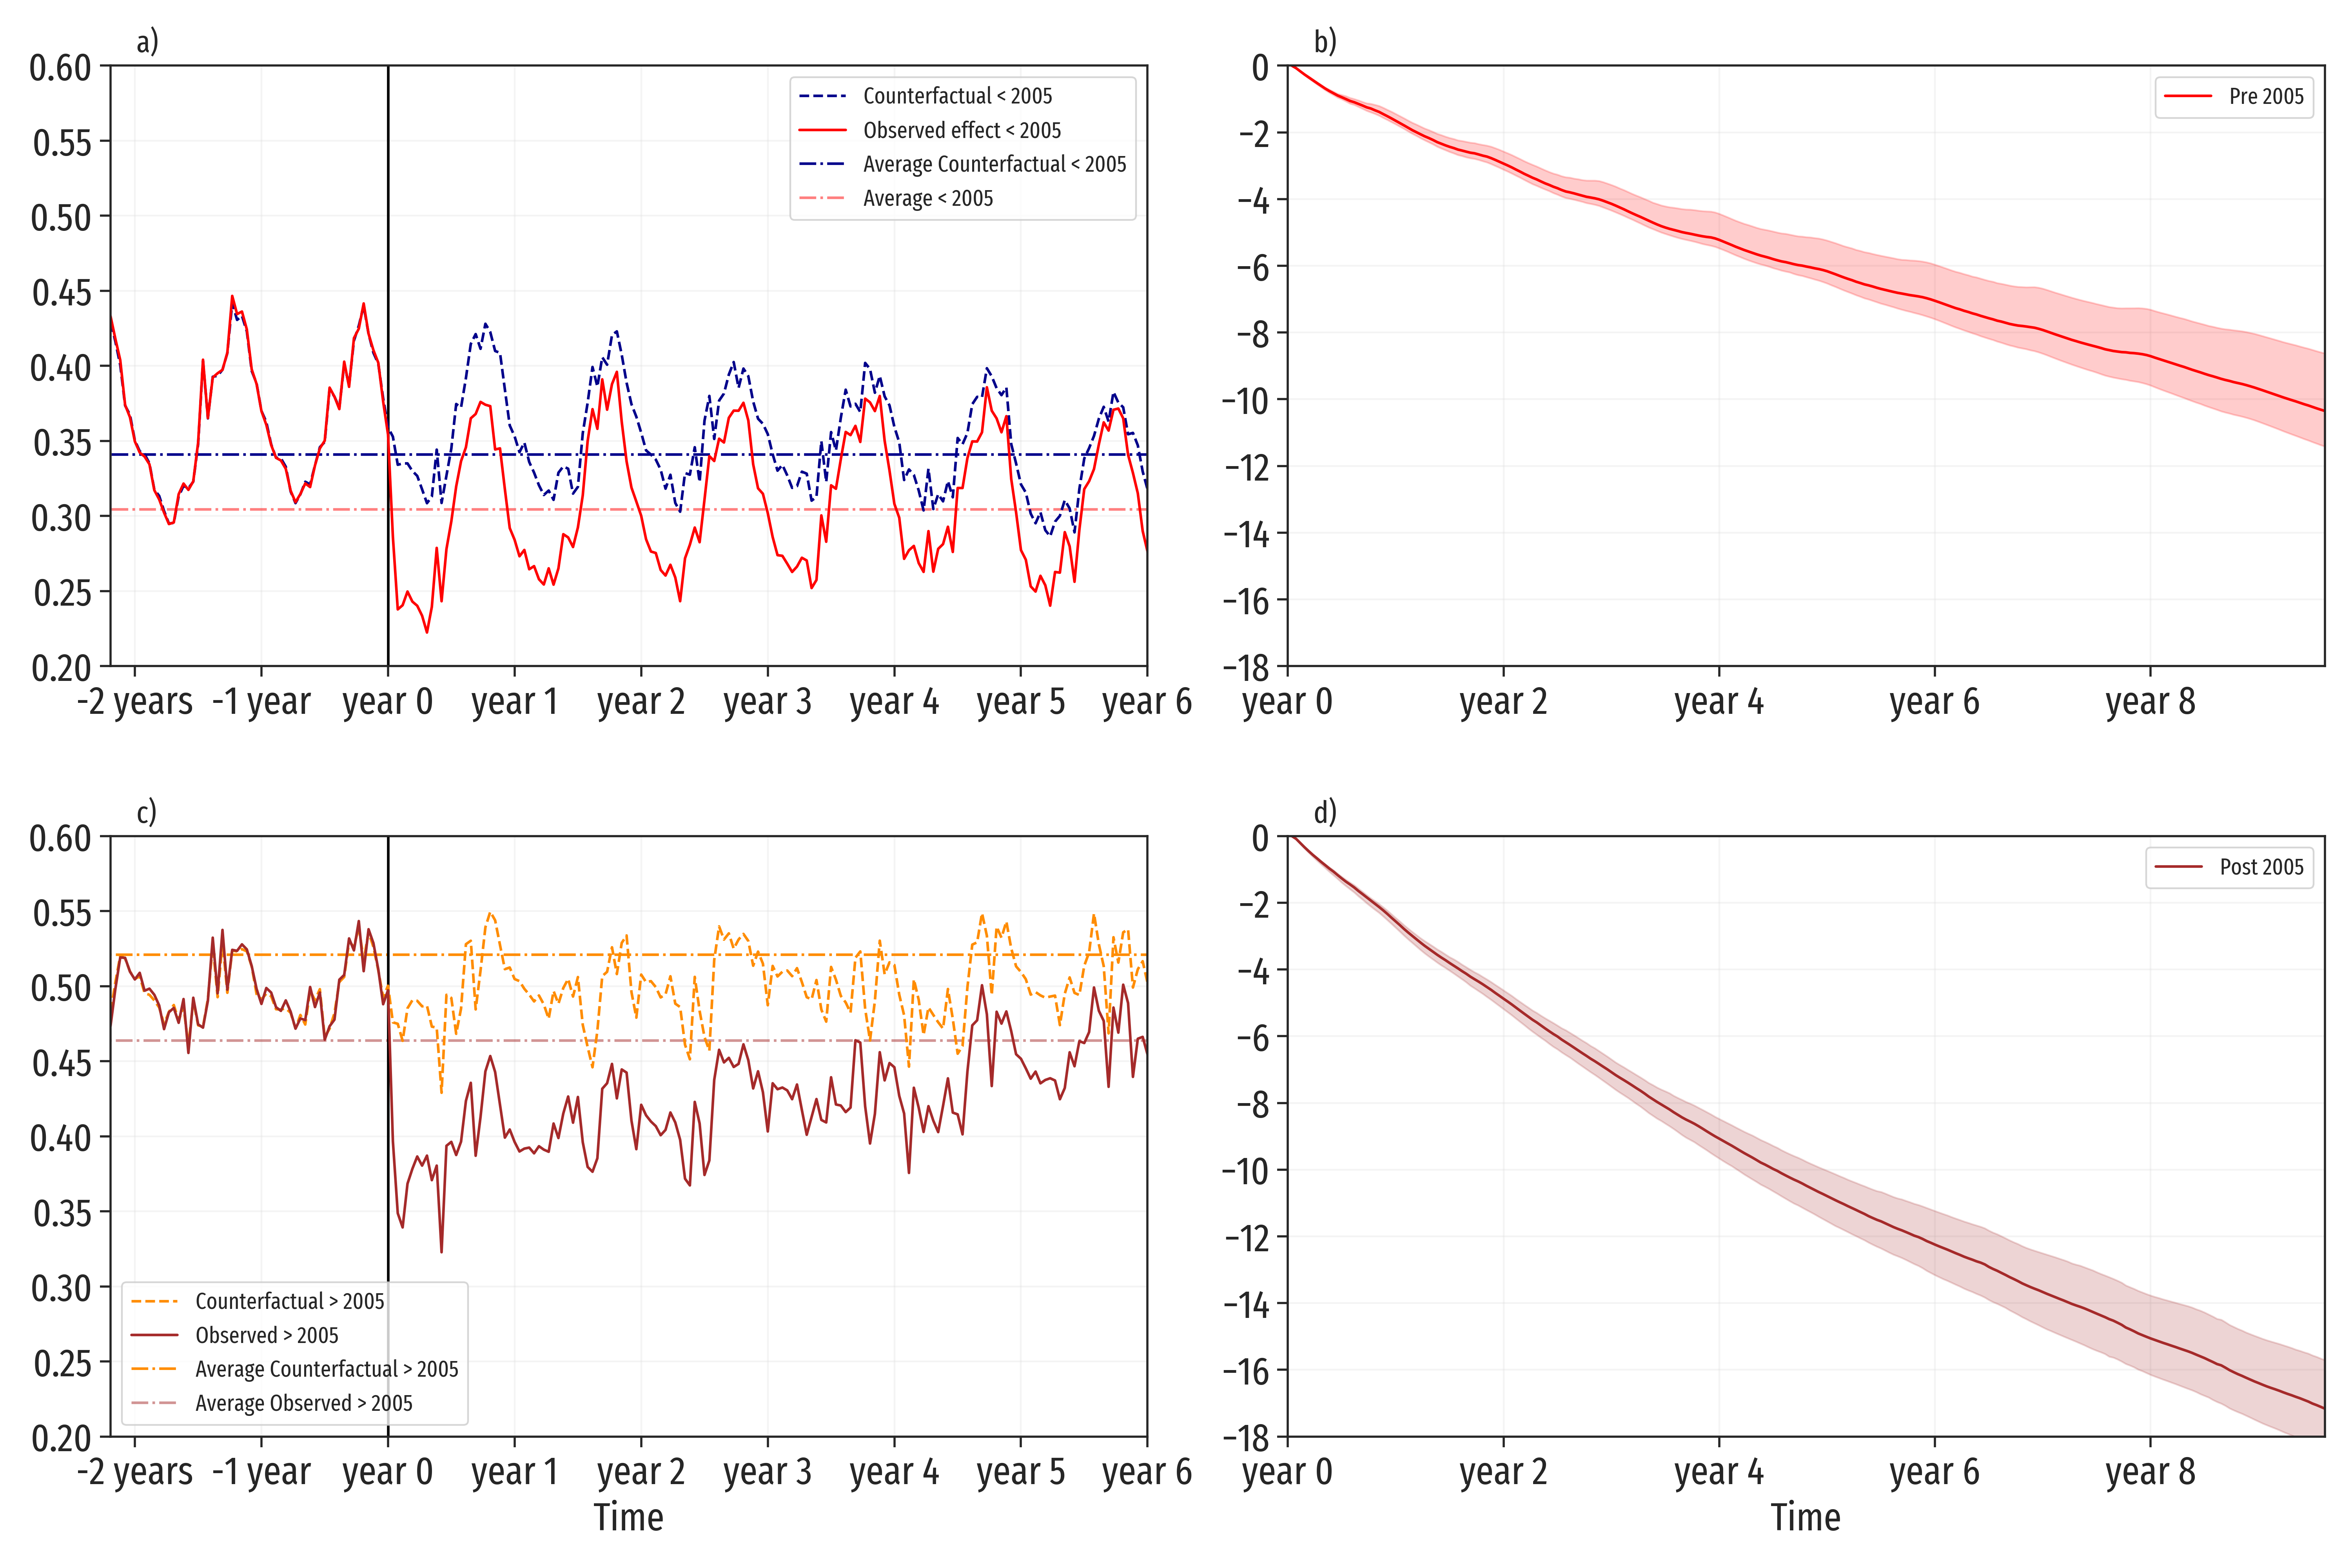 a)
0.60
0.55
0.50
0.45
0.40
0.35
0.30
0.25
0.20
Counterfactual < 2005
Observed effect < 2005
Average Counterfactual < 2005
Average < 2005
-2 years -1 year year 0 year 1 year 2 year 3 year 4 year 5 year 6
b)
0
−2
−4
−6
−8
−10
−12
−14
−16
−18
Pre 2005
year 0 year 2 year 4 year 6 year 8
c)
0.60
0.55
0.50
0.45
0.40
0.35
0.30
0.25
0.20
Counterfactual > 2005
Observed > 2005
Average Counterfactual > 2005
Average Observed > 2005
-2 years -1 year year 0 year 1 year 2 year 3 year 4 year 5 year 6
Time
d)
0
−2
−4
−6
−8
−10
−12
−14
−16
−18
Post 2005
year 0 year 2 year 4 year 6 year 8
Time